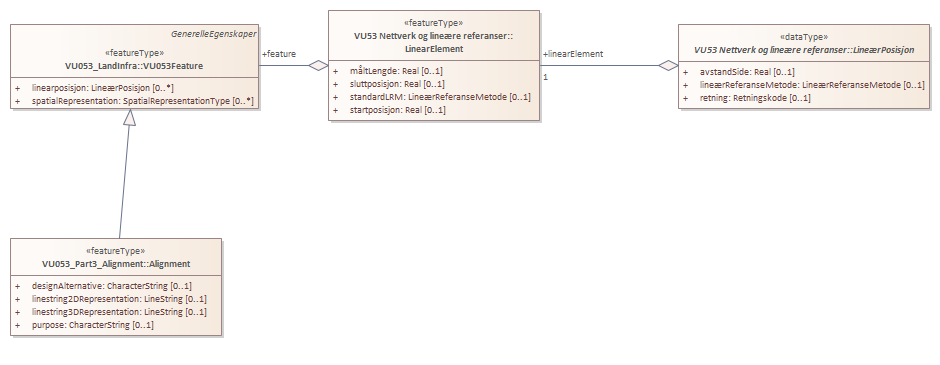 GenerelleEgenskaper
«featureType»
VU053_LandInfra::VU053Feature
+ linearposisjon: LineærPosisjon [0..*]
+ spatialRepresentation: SpatialRepresentationType [0..*]
+feature
«featureType»
VU53 Nettverk og lineære referanser::
LinearElement
+ måltLengde: Real [0..1]
+ sluttposisjon: Real [0..1]
+ standardLRM: LineærReferanseMetode [0..1]
+ startposisjon: Real [0..1]
+linearElement
1
«dataType»
VU53 Nettverk og lineære referanser::LineærPosisjon
+ avstandSide: Real [0..1]
+ lineærReferanseMetode: LineærReferanseMetode [0..1]
+ retning: Retningskode [0..1]
«featureType»
VU053_Part3_Alignment::Alignment
+ designAlternative: CharacterString [0..1]
+ linestring2DRepresentation: LineString [0..1]
+ linestring3DRepresentation: LineString [0..1]
+ purpose: CharacterString [0..1]